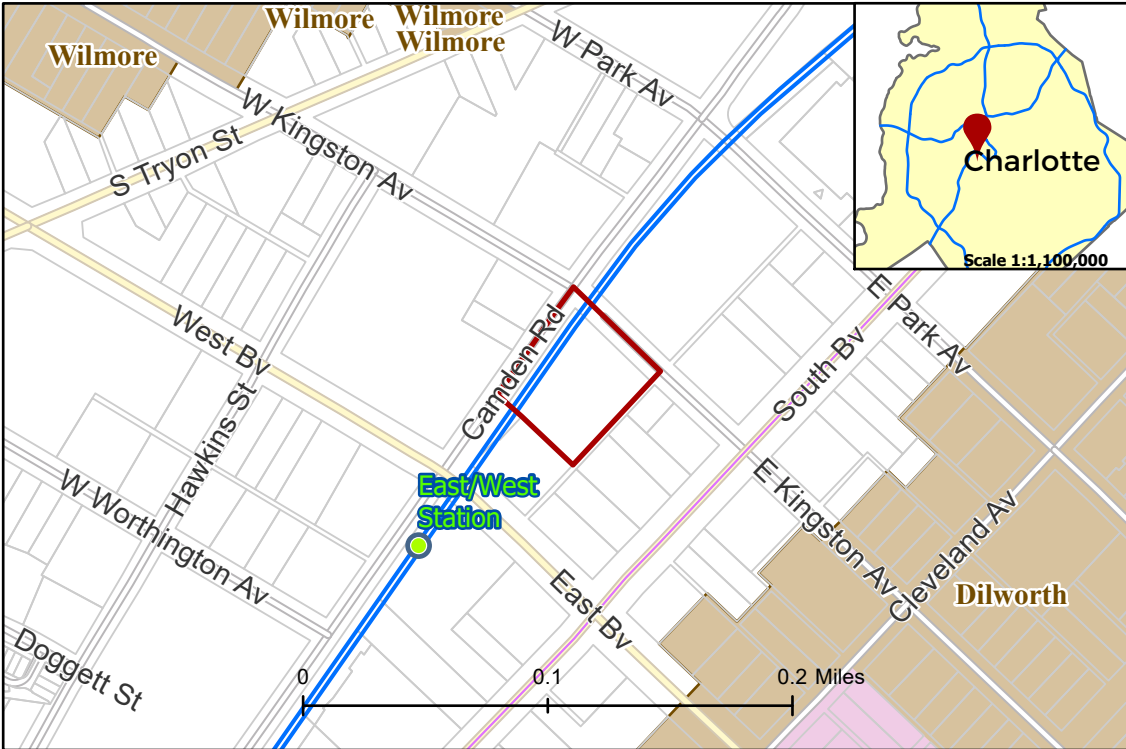 Wilmore
Wilmore
Wilmore
Wilmore
W Park Av
W Kingston Av
S Tryon St
Charlotte
Scale 1:1,100,000
E Park Av
West Bv
Camden Rd
South Bv
Hawkins St
East/West
Station
W Worthington Av
E Kingston Av
Cleveland Av
Dilworth
East Bv
Doggett St
0
0.1
0.2 Miles